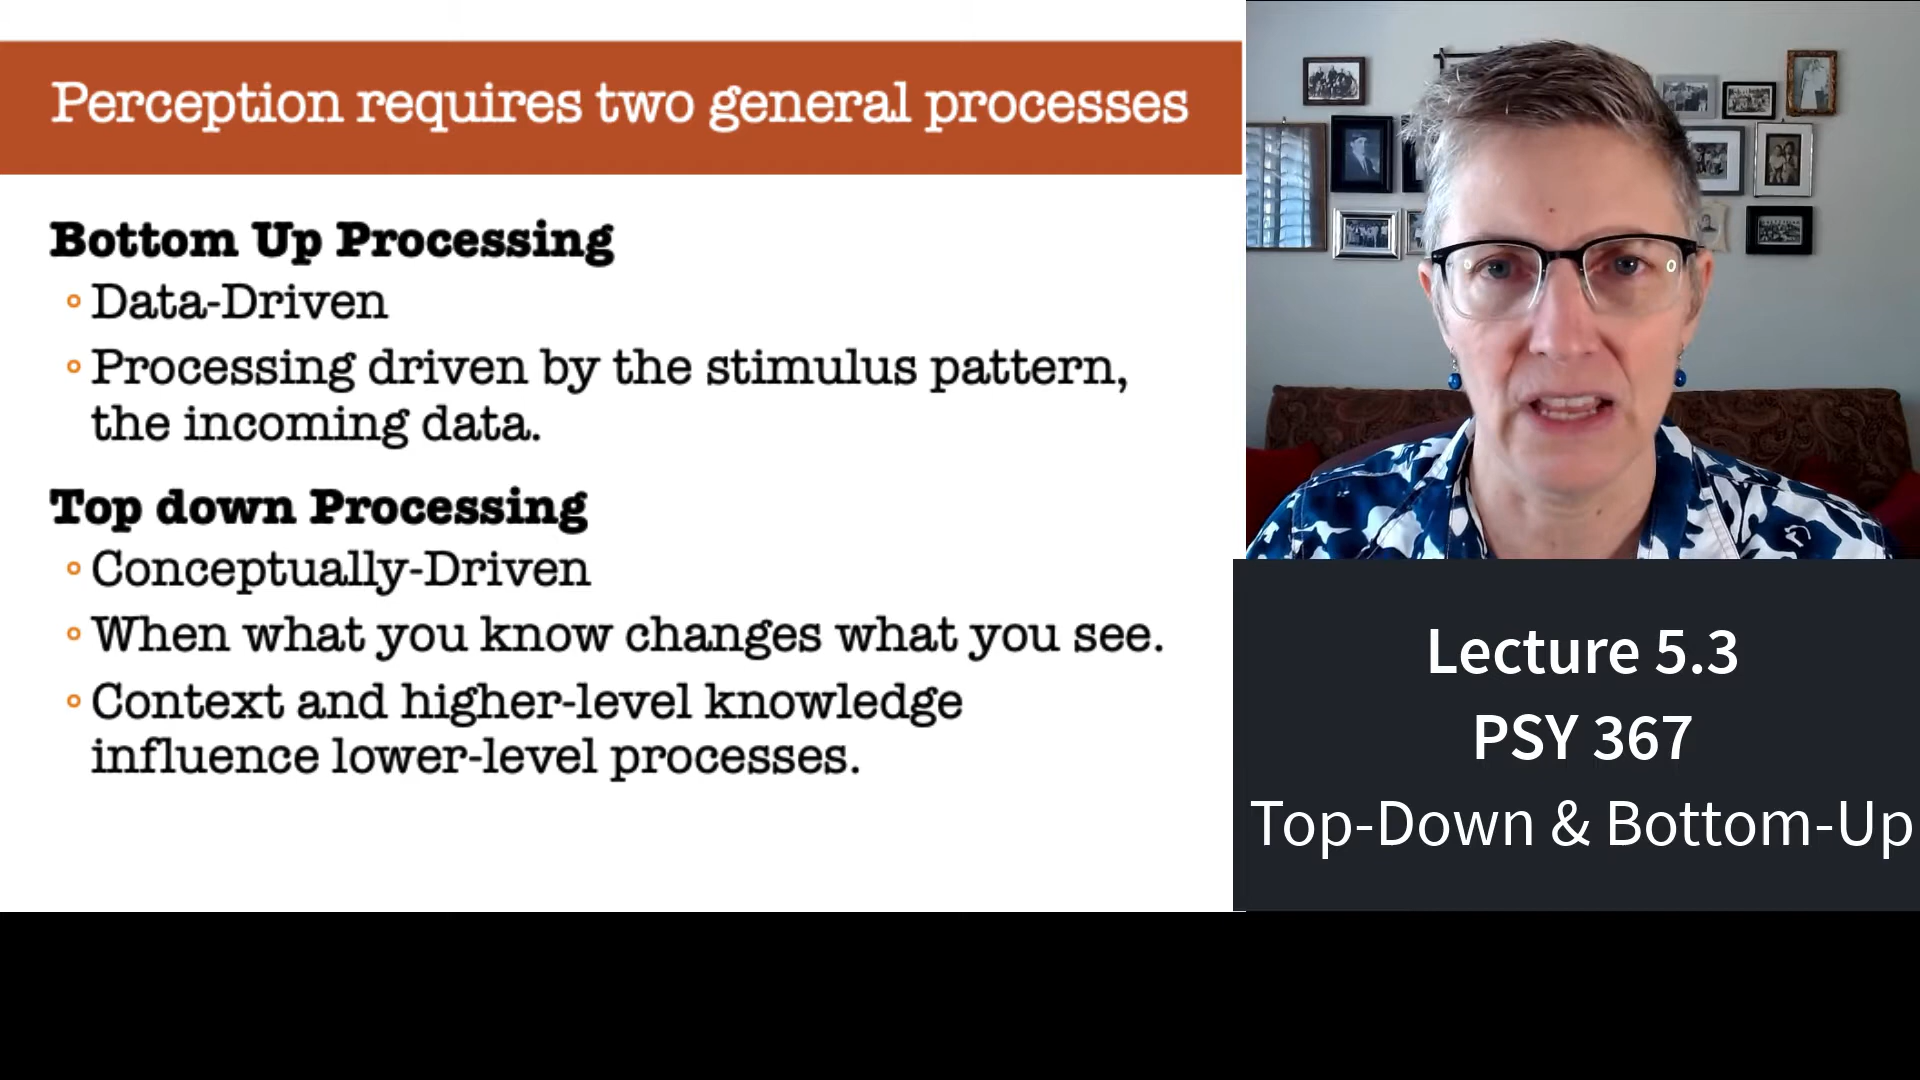 Perception requires two general processes
Bottom Up Processing
Data-Driven
Processing driven by the stimulus pattern,
the incoming data.
Top down Processing
Conceptually-Driven
When what you know changes what you see.
Context and higher-level knowledge
influence lower-level processes.
Lecture 5.3
PSY 367
Top-Down & Bottom-Up